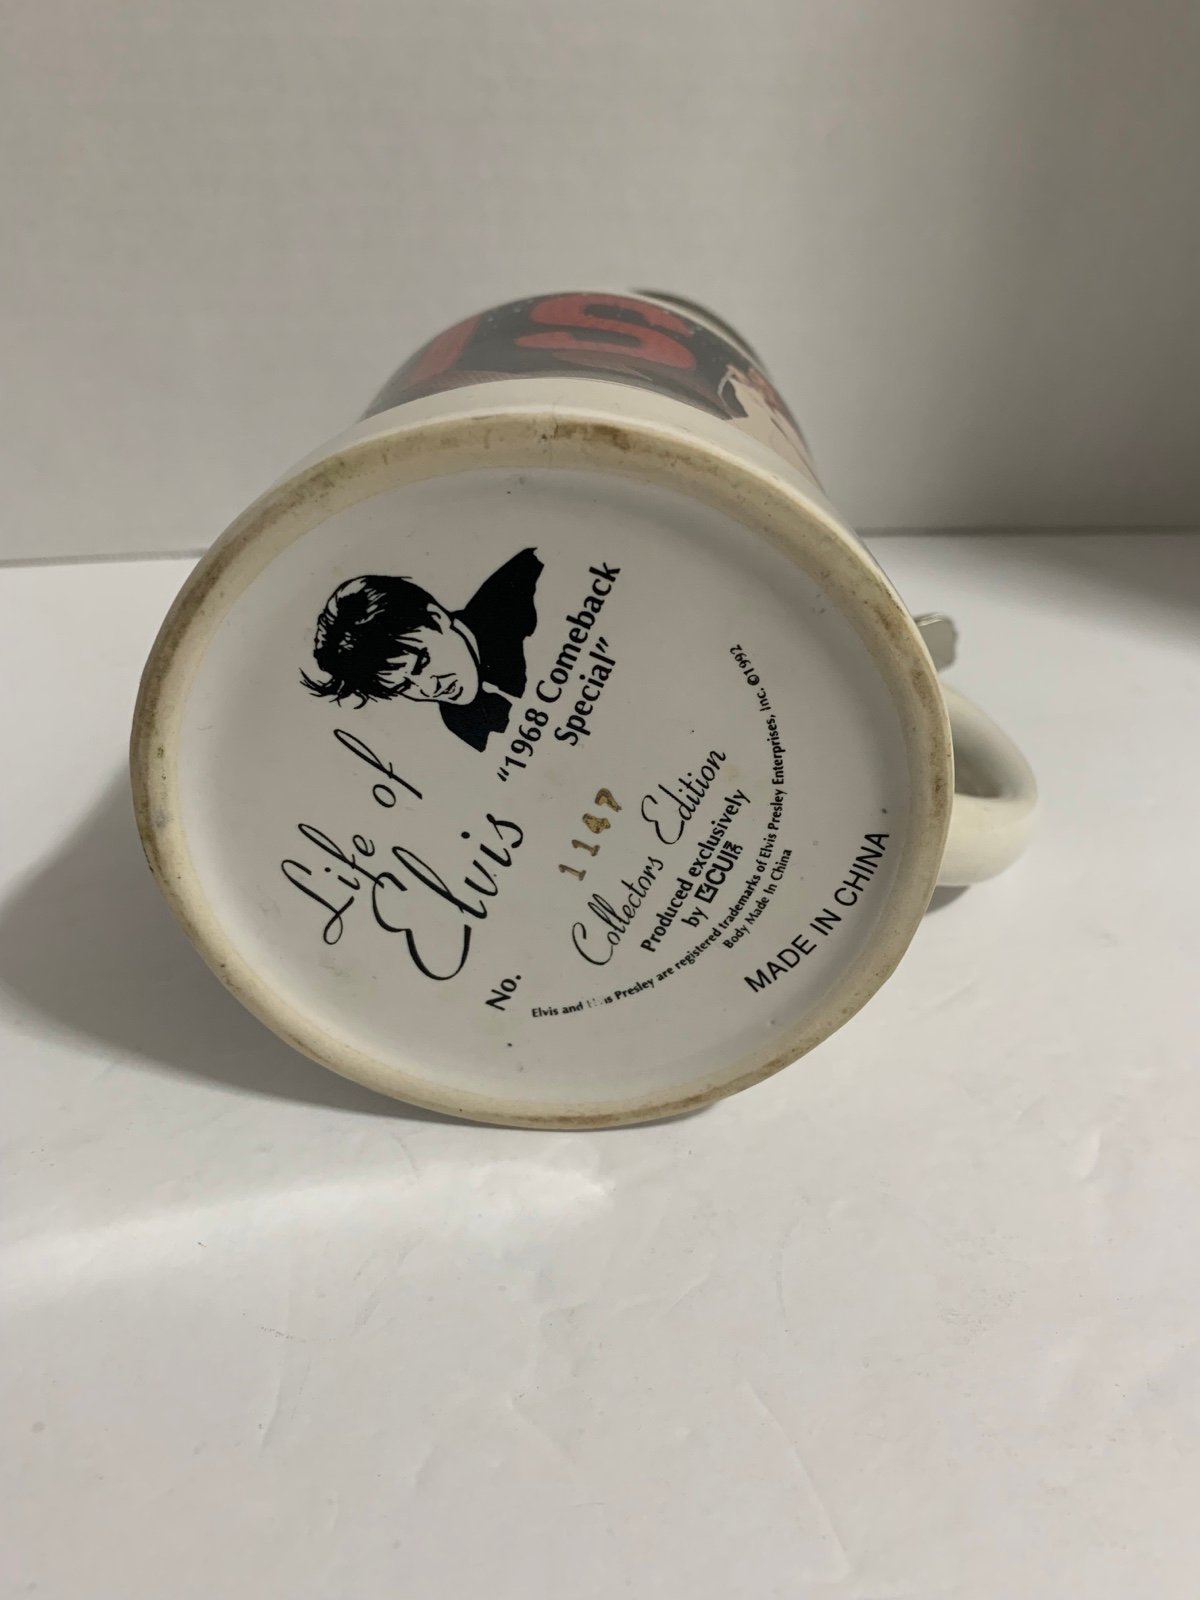 Life of
Elvis
"1968 Comeback
Special"
No. 1147
Collectors Edition
Produced exclusively
by CUI
Elvis and Elvis Presley are registered trademarks of Elvis Presley Enterprises, Inc. ©1992
Body Made In China
MADE IN CHINA
S